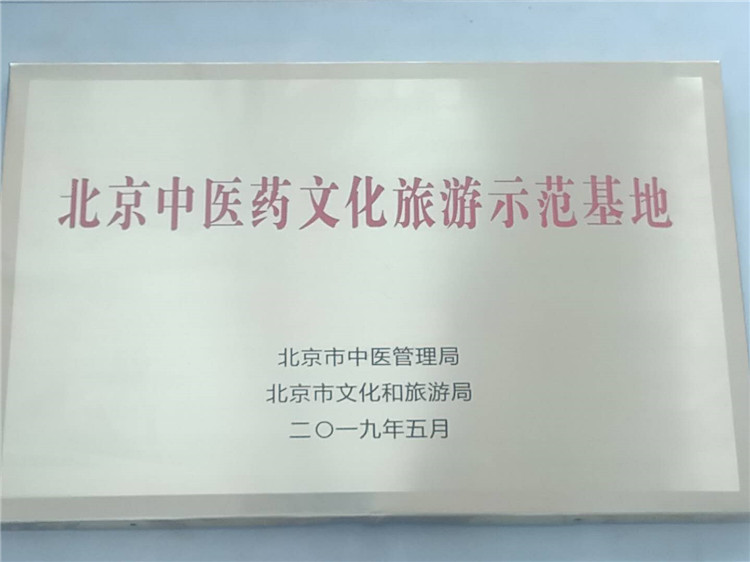 北京中医药文化旅游示范基地
北京市中医管理局
北京市文化和旅游局
二〇一九年五月